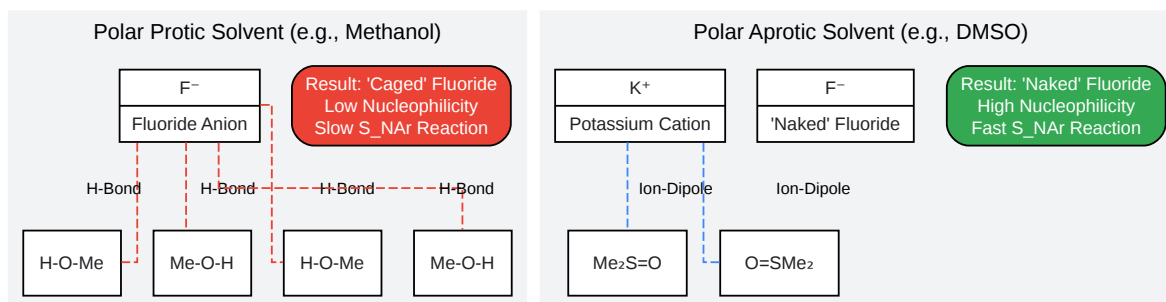 Polar Protic Solvent (e.g., Methanol)
F⁻
Fluoride Anion
Result: 'Caged' Fluoride
Low Nucleophilicity
Slow S_NAr Reaction
H-Bond
H-Bond
H-Bond
H-Bond
H-O-Me
Me-O-H
H-O-Me
Me-O-H
Polar Aprotic Solvent (e.g., DMSO)
K⁺
Potassium Cation
F⁻
'Naked' Fluoride
Result: 'Naked' Fluoride
High Nucleophilicity
Fast S_NAr Reaction
Ion-Dipole
Ion-Dipole
Me₂S=O
O=SMe₂